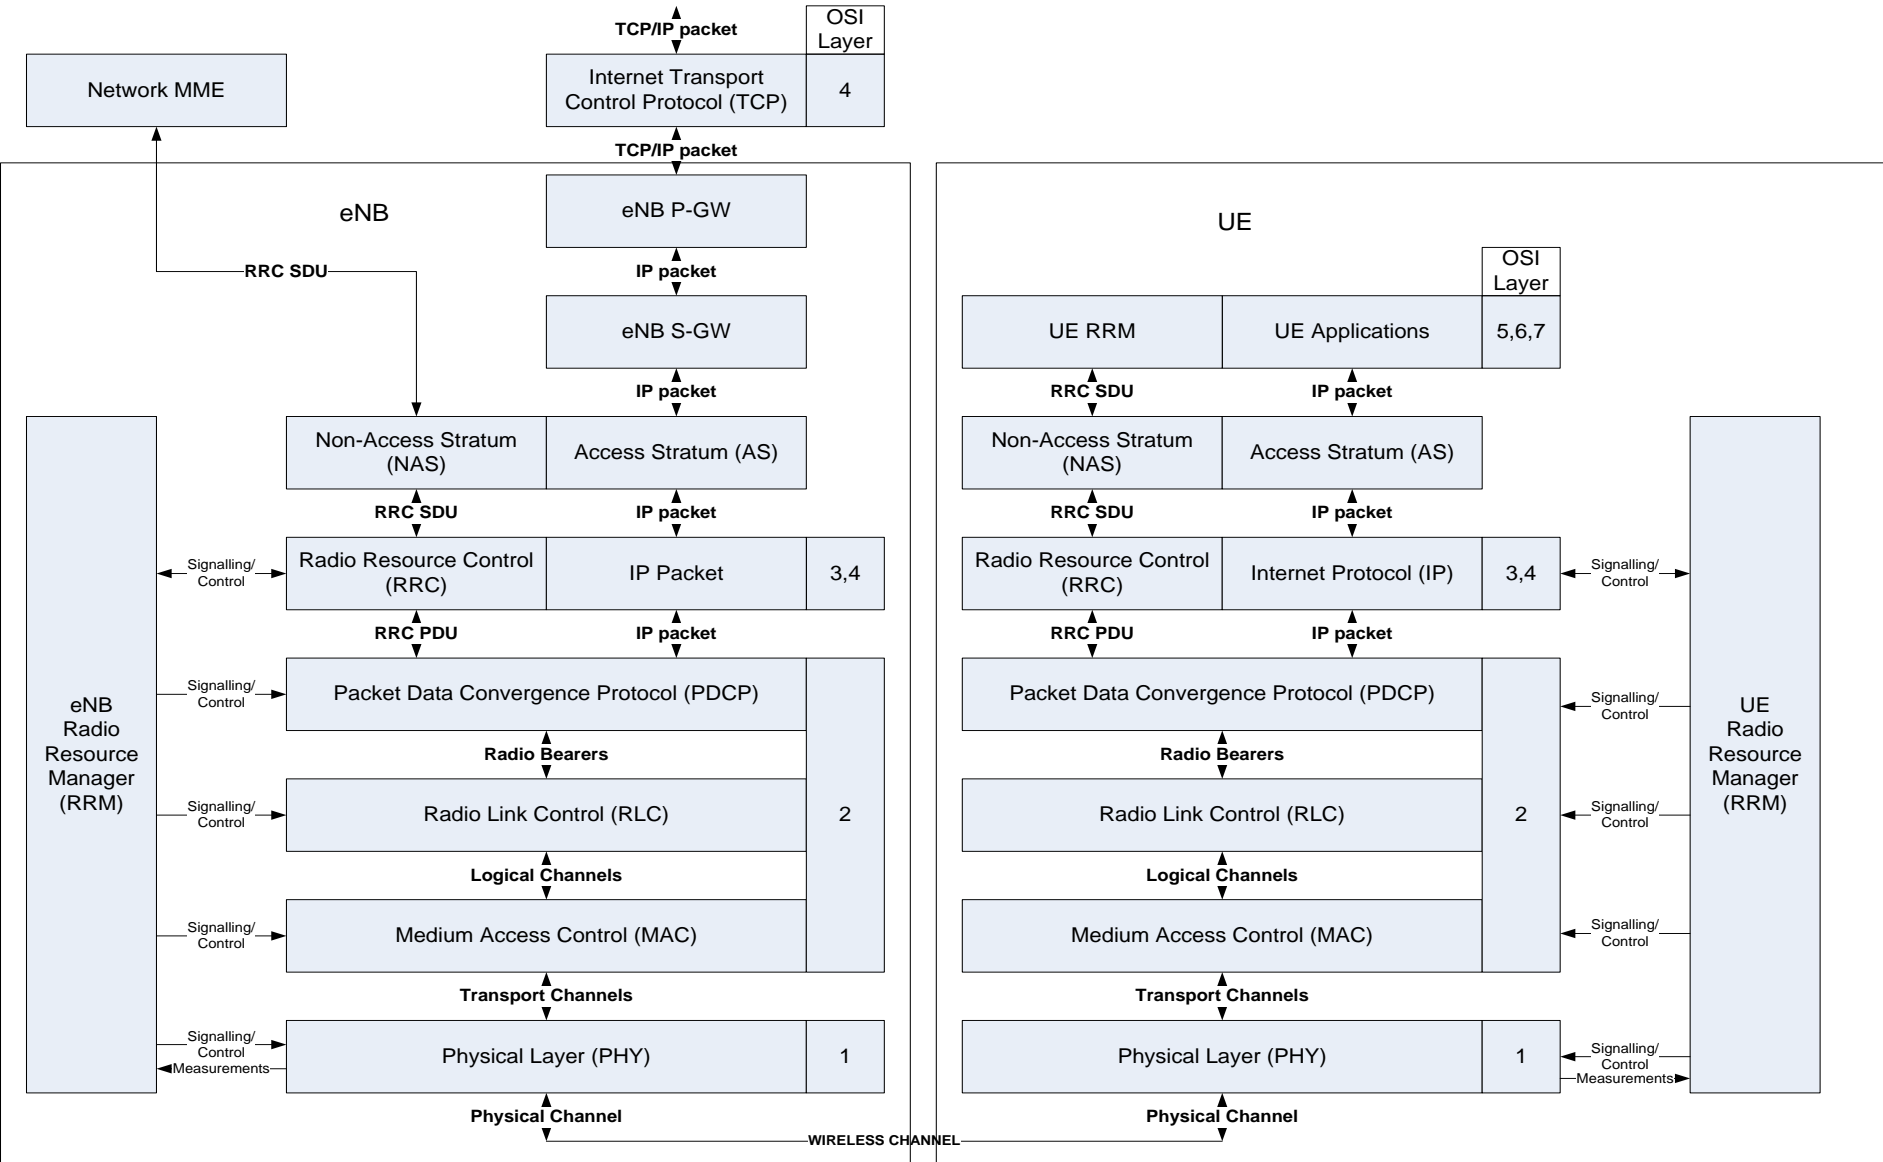 TCP/IP packet
OSI
Layer
Network MME
Internet Transport
Control Protocol (TCP)
4
TCP/IP packet
eNB
eNB P-GW
RRC SDU
IP packet
eNB S-GW
IP packet
Non-Access Stratum
(NAS)
Access Stratum (AS)
RRC SDU
IP packet
Signalling/
Control
Radio Resource Control
(RRC)
IP Packet
3,4
RRC PDU
IP packet
eNB
Radio
Resource
Manager
(RRM)
Signalling/
Control
Packet Data Convergence Protocol (PDCP)
Radio Bearers
Signalling/
Control
Radio Link Control (RLC)
2
Logical Channels
Signalling/
Control
Medium Access Control (MAC)
Transport Channels
Signalling/
Control
Measurements
Physical Layer (PHY)
1
Physical Channel
WIRELESS CHANNEL
UE
OSI
Layer
UE RRM
UE Applications
5,6,7
RRC SDU
IP packet
Non-Access Stratum
(NAS)
Access Stratum (AS)
RRC SDU
IP packet
Radio Resource Control
(RRC)
Internet Protocol (IP)
3,4
Signalling/
Control
RRC PDU
IP packet
Packet Data Convergence Protocol (PDCP)
Signalling/
Control
UE
Radio
Resource
Manager
(RRM)
Radio Bearers
Radio Link Control (RLC)
2
Signalling/
Control
Logical Channels
Medium Access Control (MAC)
Signalling/
Control
Transport Channels
Physical Layer (PHY)
1
Signalling/
Control
Measurements
Physical Channel